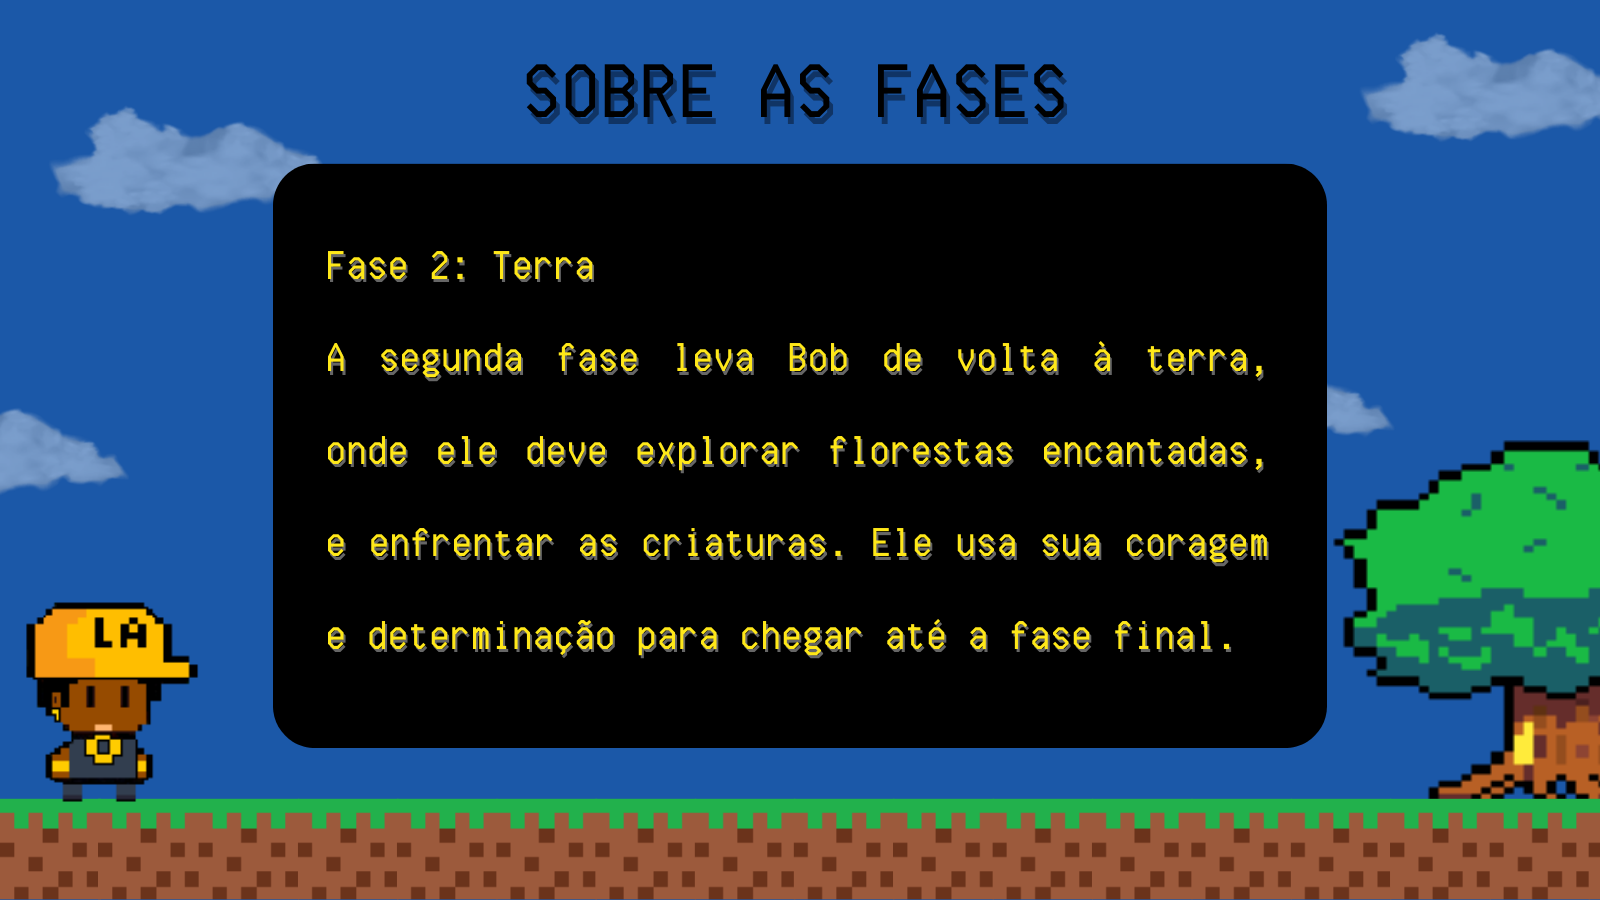 SOBRE AS FASES
Fase 2: Terra
A segunda fase leva Bob de volta à terra,
onde ele deve explorar florestas encantadas,
e enfrentar as criaturas. Ele usa sua coragem
e determinação para chegar até a fase final.
LA